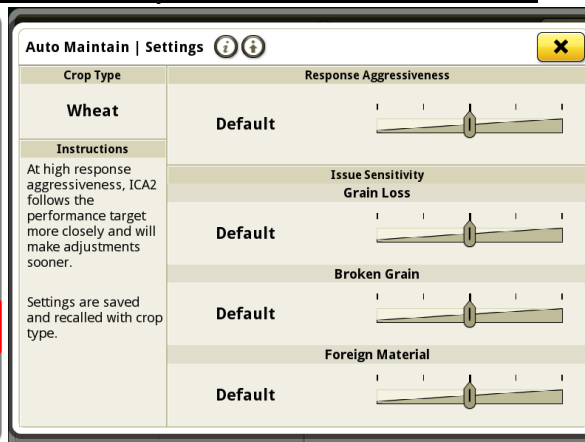 Auto Maintain | Settings
Crop Type
Wheat
Instructions
At high response
aggressiveness, ICA2
follows the
performance target
more closely and will
make adjustments
sooner.
Settings are saved
and recalled with crop
type.
Response Aggressiveness
Default
Issue Sensitivity
Grain Loss
Default
Broken Grain
Default
Foreign Material
Default